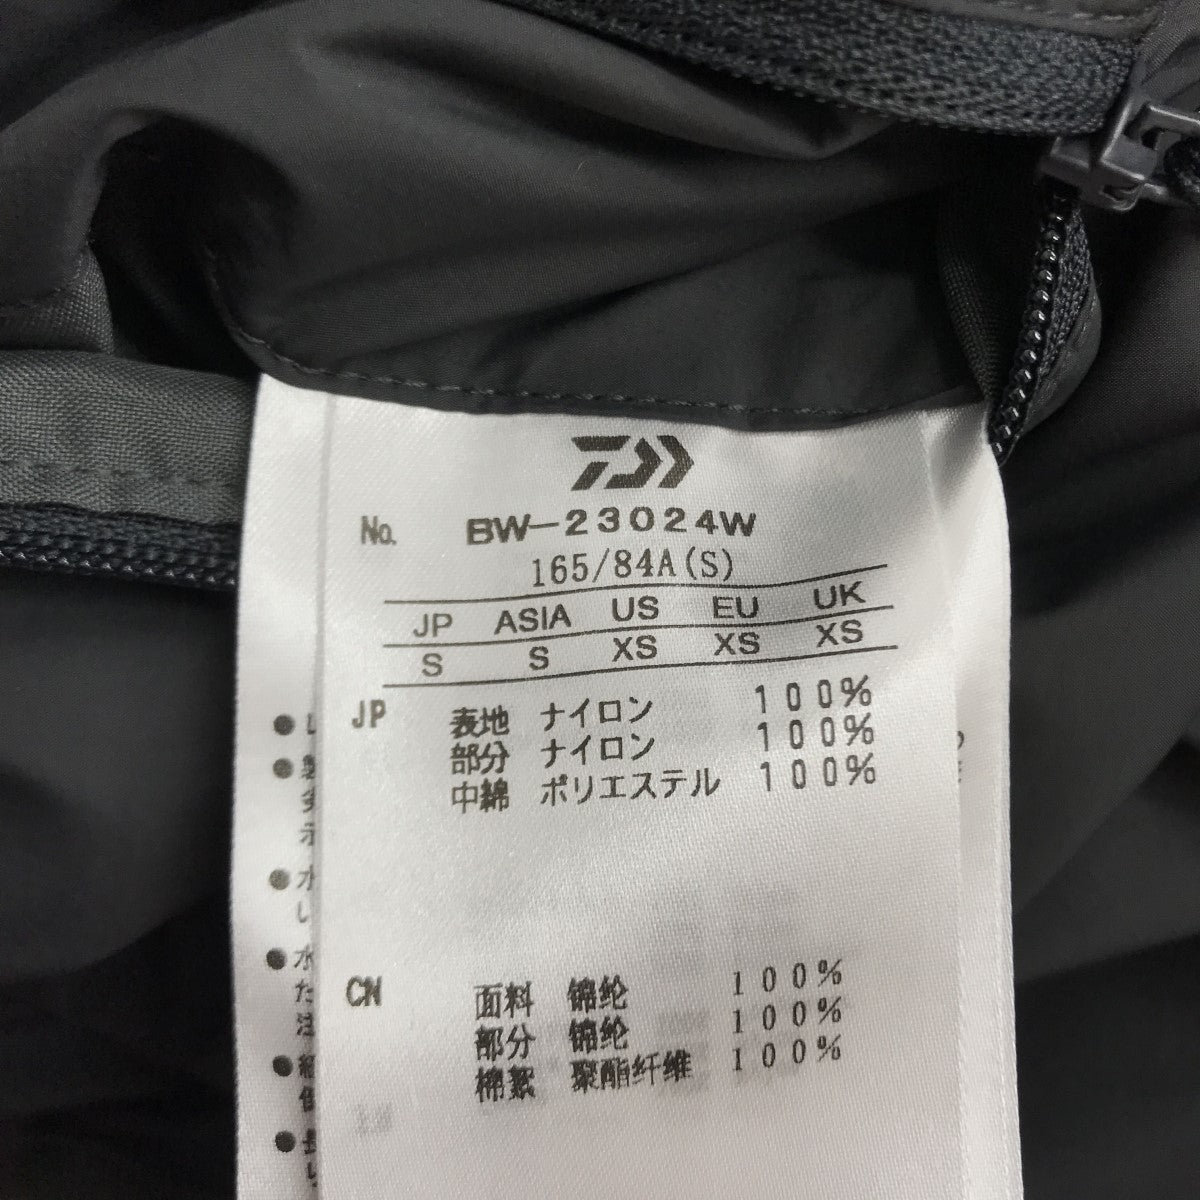 No. BW-23024W
165/84A(S)
JP ASIA US EU UK
S S XS XS XS
JP 表地 ナイロン 100%
部分 ナイロン 100%
中綿 ポリエステル 100%
CN 面料 锦纶 100%
部分 锦纶 100%
棉絮 聚酯纤维 100%